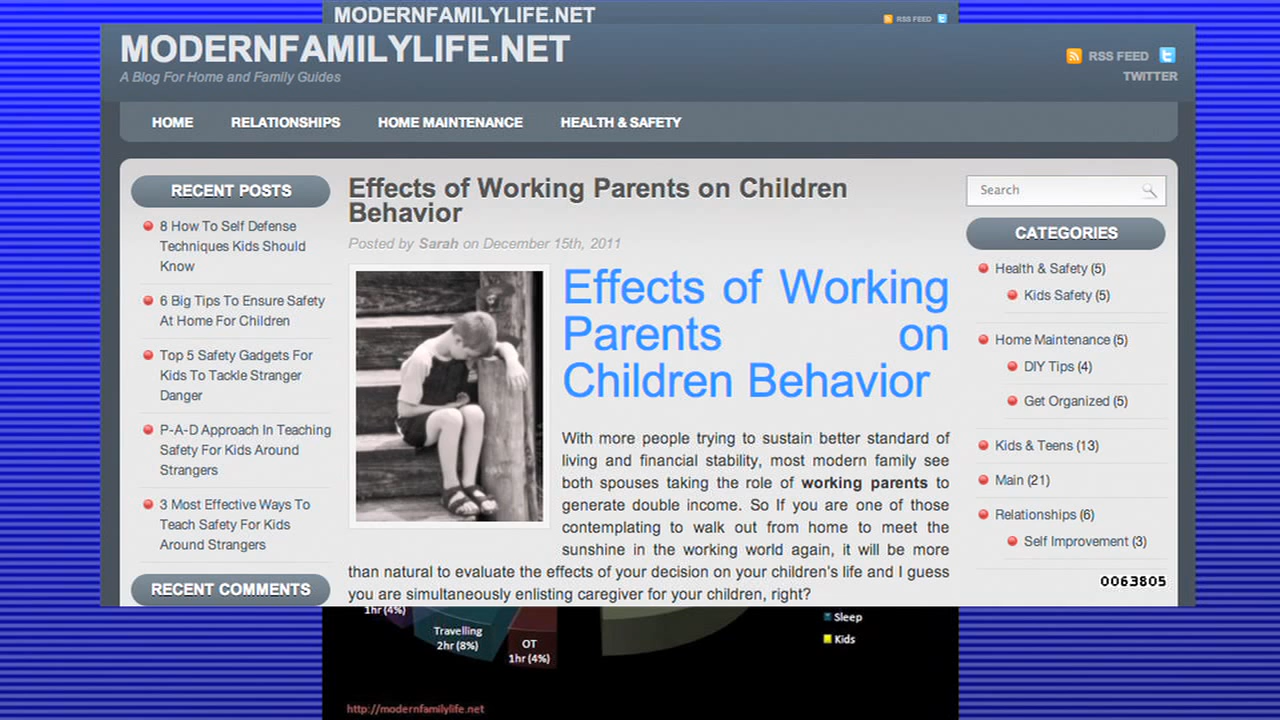 MODERNFAMILYLIFE.NET
RSS FEED
MODERNFAMILYLIFE.NET
A Blog For Home and Family Guides
RSS FEED
TWITTER
HOME RELATIONSHIPS HOME MAINTENANCE HEALTH & SAFETY
RECENT POSTS
8 How To Self Defense
Techniques Kids Should
Know
6 Big Tips To Ensure Safety
At Home For Children
Top 5 Safety Gadgets For
Kids To Tackle Stranger
Danger
P-A-D Approach In Teaching
Safety For Kids Around
Strangers
3 Most Effective Ways To
Teach Safety For Kids
Around Strangers
RECENT COMMENTS
Effects of Working Parents on Children
Behavior
Posted by Sarah on December 15th, 2011
Effects of Working
Parents on
Children Behavior
With more people trying to sustain better standard of
living and financial stability, most modern family see
both spouses taking the role of working parents to
generate double income. So If you are one of those
contemplating to walk out from home to meet the
sunshine in the working world again, it will be more
than natural to evaluate the effects of your decision on your children's life and I guess
you are simultaneously enlisting caregiver for your children, right?
Search
CATEGORIES
Health & Safety (5)
Kids Safety (5)
Home Maintenance (5)
DIY Tips (4)
Get Organized (5)
Kids & Teens (13)
Main (21)
Relationships (6)
Self Improvement (3)
0063805
1hr (4%)
Travelling
2hr (8%)
OT
1hr (4%)
Sleep
Kids
http://modernfamilylife.net